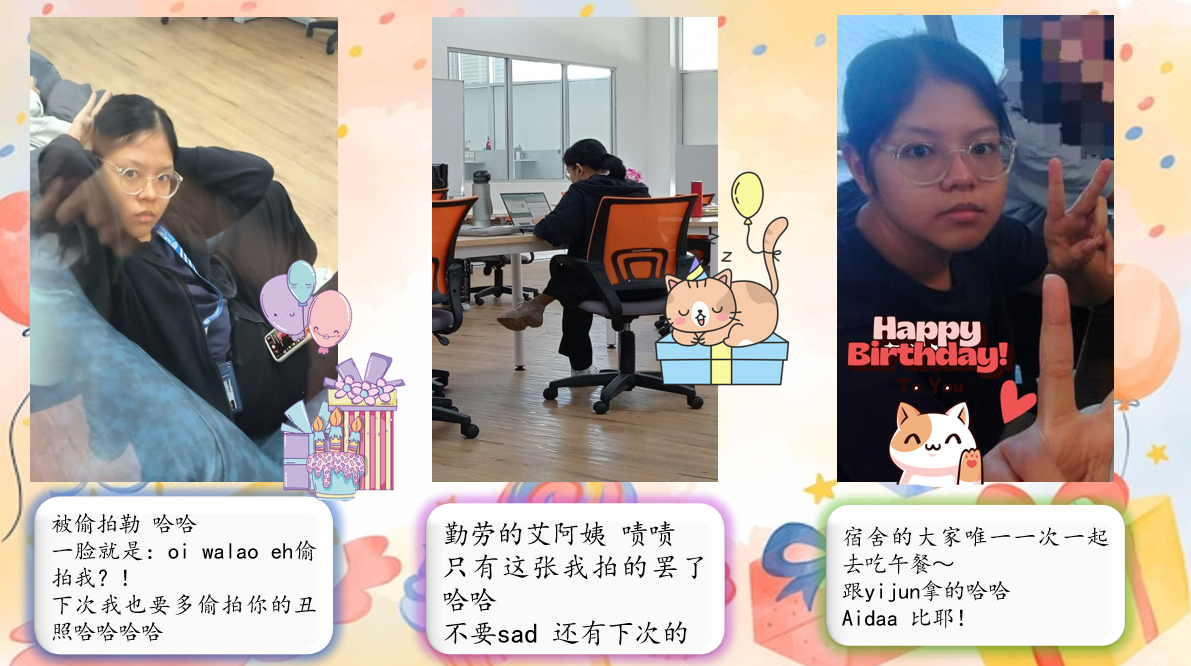 被偷拍勒 哈哈
一脸就是：oi walao eh偷
拍我？！
下次我也要多偷拍你的丑
照哈哈哈哈
z
z
勤劳的艾阿姨 啧啧
只有这张我拍的罢了
哈哈
不要sad 还有下次的
Happy
Birthday!
To You
宿舍的大家唯一一次一起
去吃午餐～
跟yijun拿的哈哈
Aidaa 比耶！